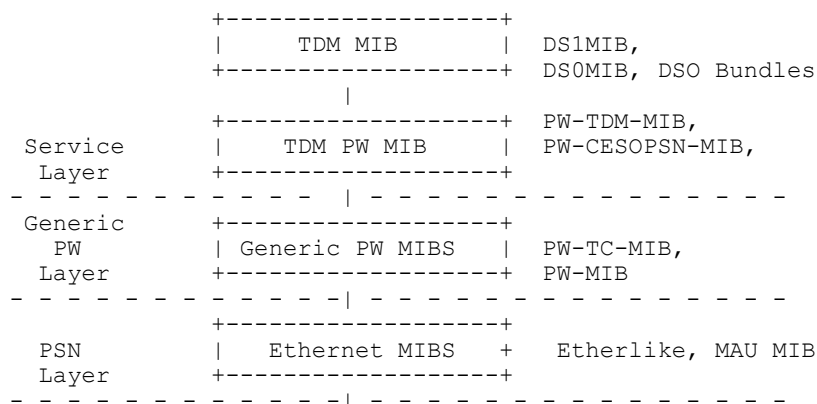 +-------------------+
                 |      TDM MIB      |  DS1MIB,
                 +-------------------+  DS0MIB, DSO Bundles
                          |
                 +-------------------+  PW-TDM-MIB,
 Service         |     TDM PW MIB    |  PW-CESOPSN-MIB,
  Layer          +-------------------+
- - - - - - - - - - - -  | - - - - - - - - - - - - - - -
 Generic         +-------------------+
   PW            | Generic PW MIBS   |  PW-TC-MIB,
  Layer          +-------------------+  PW-MIB
- - - - - - - - - - - - -| - - - - - - - - - - - - - - -
                 +-------------------+
  PSN            |   Ethernet MIBS   +   Etherlike, MAU MIB
  Layer          +-------------------+
- - - - - - - - - - - - -| - - - - - - - - - - - - - - -